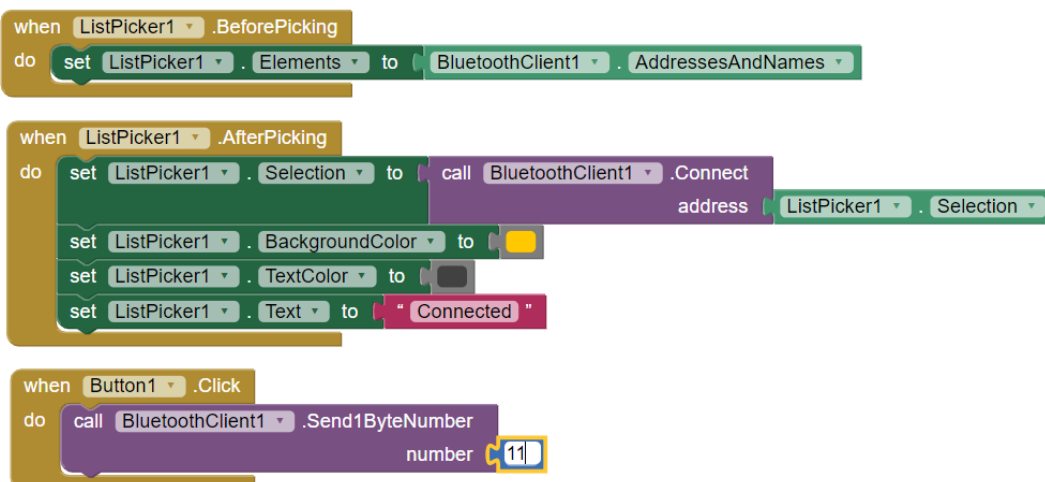 when ListPicker1 .BeforePicking
do set ListPicker1 . Elements to BluetoothClient1 . AddressesAndNames
when ListPicker1 .AfterPicking
do set ListPicker1 . Selection to call BluetoothClient1 .Connect
address ListPicker1 . Selection
set ListPicker1 . BackgroundColor to
set ListPicker1 . TextColor to
set ListPicker1 . Text to " Connected "
when Button1 .Click
do call BluetoothClient1 .Send1ByteNumber
number 11